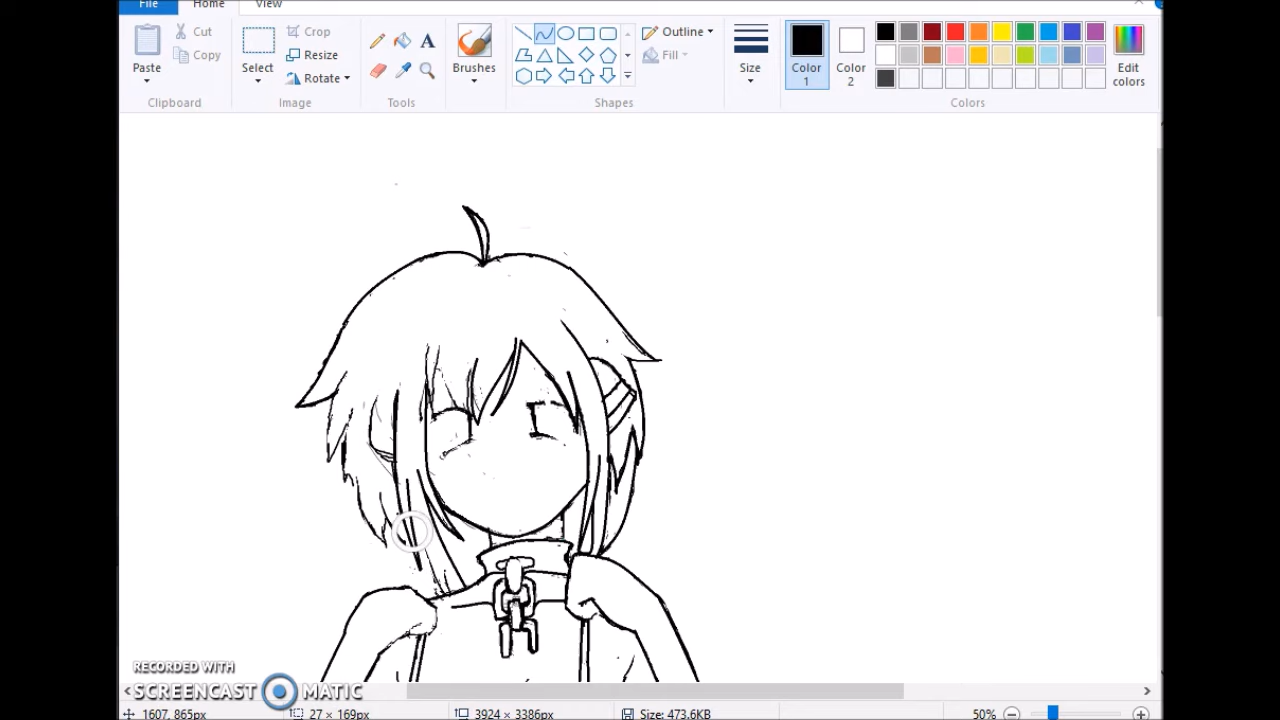 File Home View
Paste Cut Copy
Select Crop Resize Rotate
A
Brushes
Outline Fill
Size
Color 1 Color 2
Edit colors
Clipboard Image Tools Shapes Colors
RECORDED WITH
SCREENCAST MATIC
1607, 865px 27 × 169px 3924 × 3386px Size: 473.6KB 50%